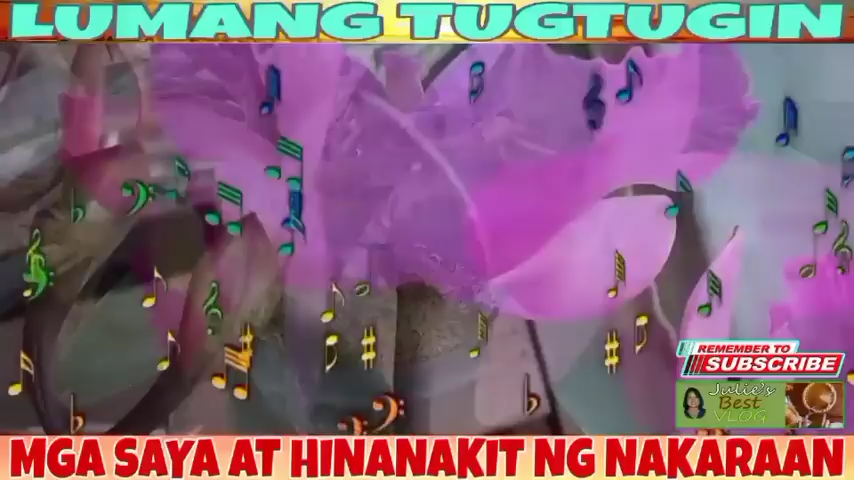 LUMANG TUGTUGIN
REMEMBER TO
SUBSCRIBE
Julie's
Best
VLOG
MGA SAYA AT HINANAKIT NG NAKARAAN